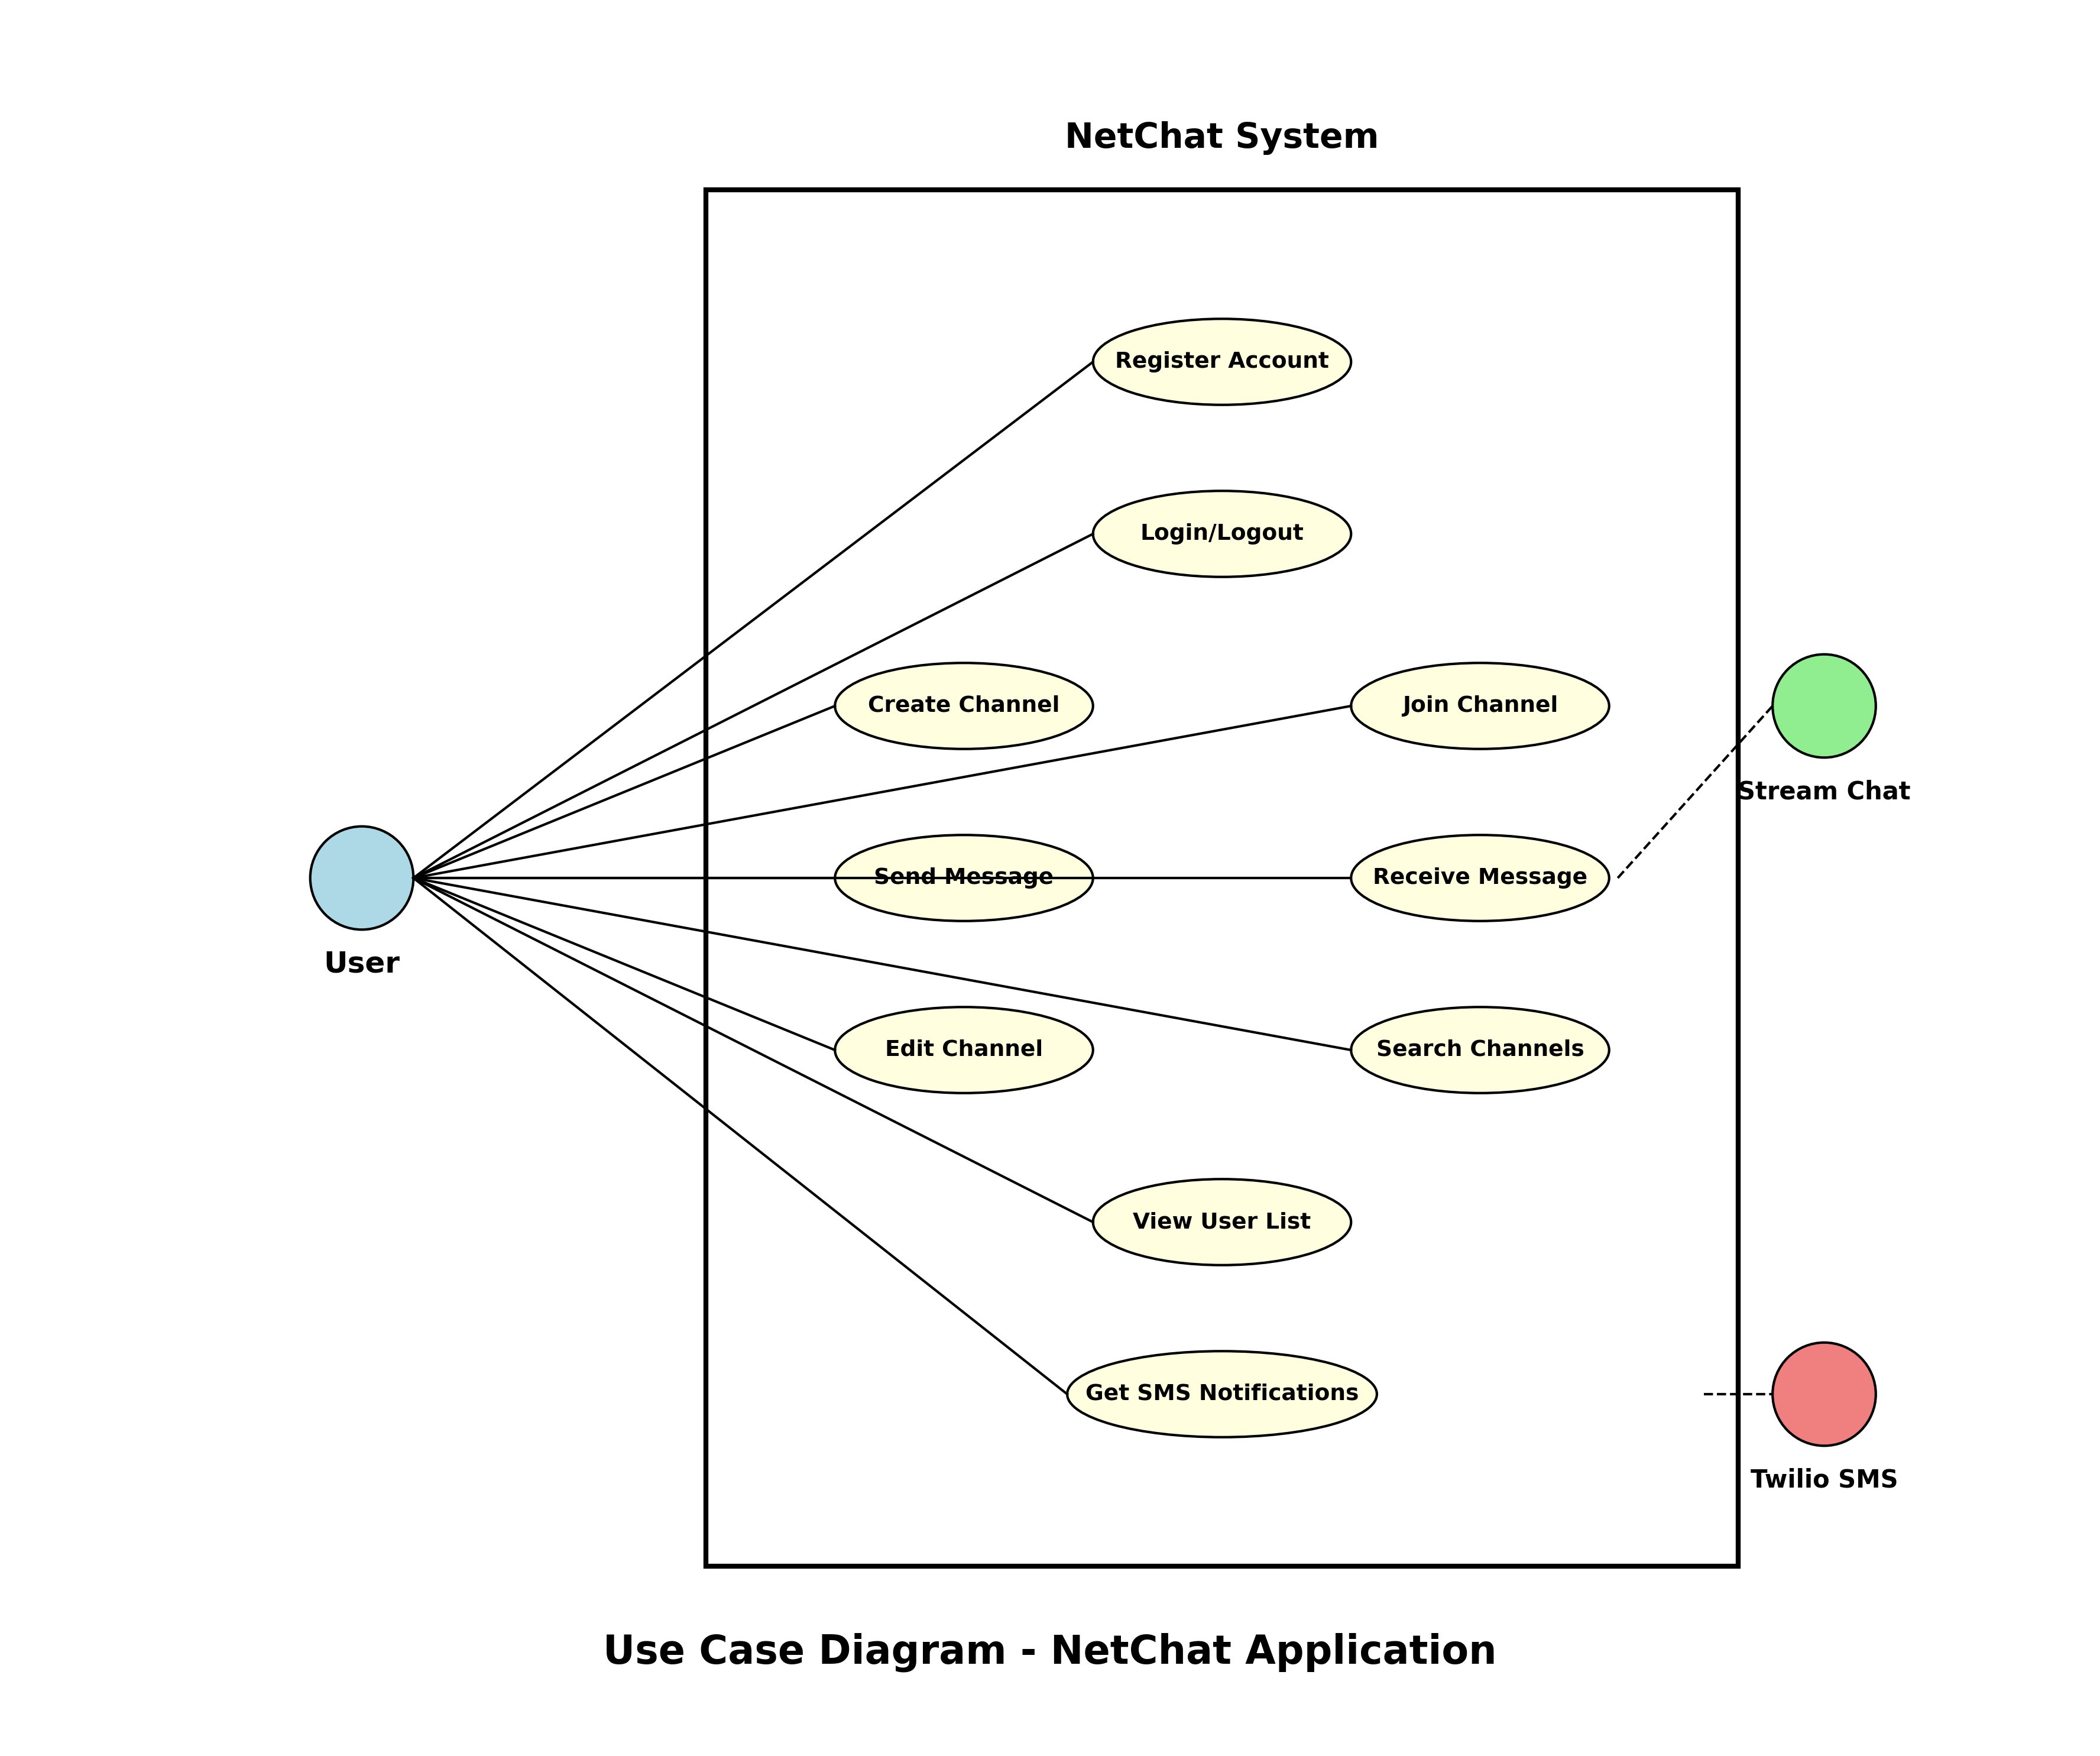 NetChat System
Register Account
Login/Logout
Create Channel
Join Channel
Stream Chat
Send Message
Receive Message
User
Edit Channel
Search Channels
View User List
Get SMS Notifications
Twilio SMS
Use Case Diagram - NetChat Application